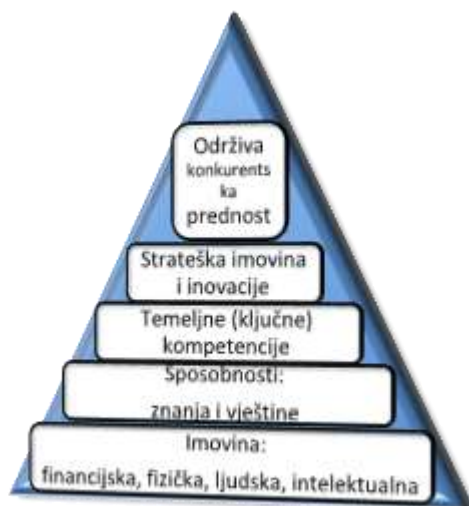 Održiva
konkurents
ka
prednost
Strateška imovina
i inovacije
Temeljne (ključne)
kompetencije
Sposobnosti:
znanja i vještine
Imovina:
financijska, fizička, ljudska, intelektualna